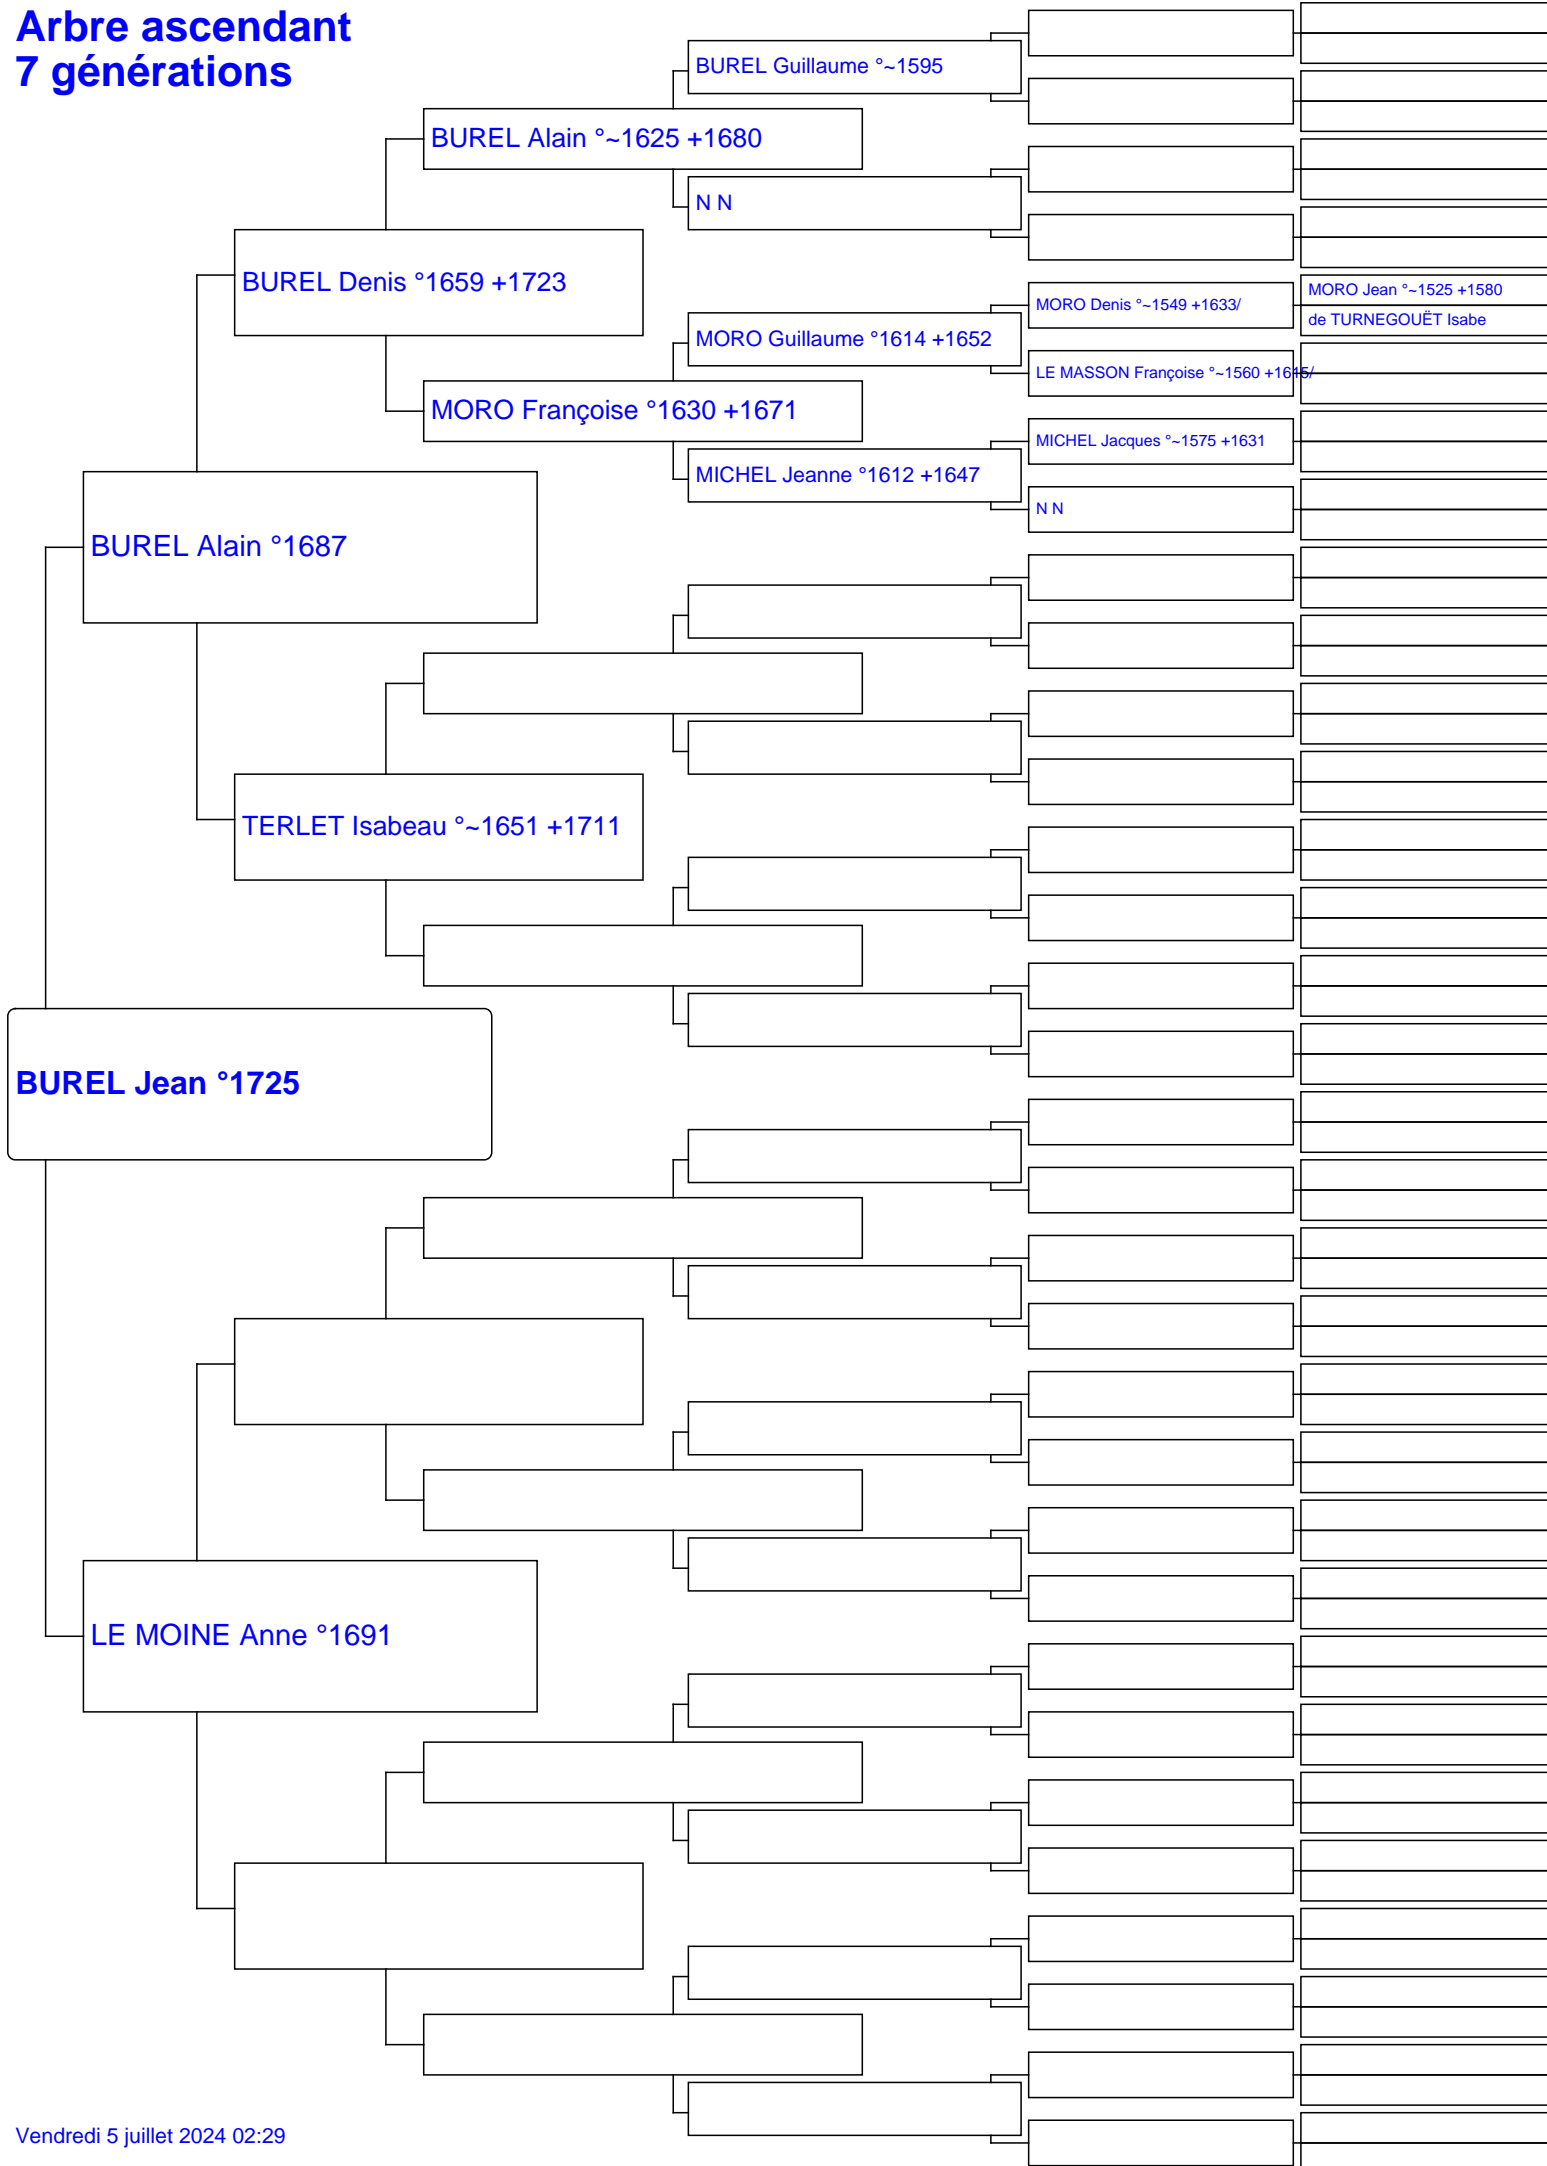 Arbre ascendant
7 générations
BUREL Guillaume °~1595
BUREL Alain °~1625 +1680
N N
BUREL Denis °1659 +1723
MORO Jean °~1525 +1580
MORO Denis °~1549 +1633/
de TURNEGOUËT Isabe
MORO Guillaume °1614 +1652
LE MASSON Françoise °~1560 +1615/
MORO Françoise °1630 +1671
MICHEL Jacques °~1575 +1631
MICHEL Jeanne °1612 +1647
N N
BUREL Alain °1687
TERLET Isabeau °~1651 +1711
BUREL Jean °1725
LE MOINE Anne °1691
Vendredi 5 juillet 2024 02:29